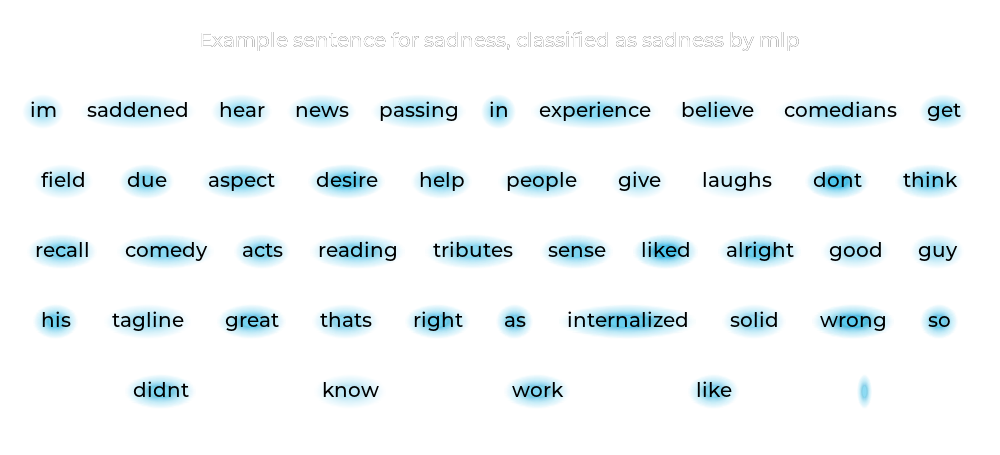 Example sentence for sadness, classified as sadness by mlp
im saddened hear news passing in experience believe comedians get
field due aspect desire help people give laughs dont think
recall comedy acts reading tributes sense liked alright good guy
his tagline great thats right as internalized solid wrong so
didnt know work like